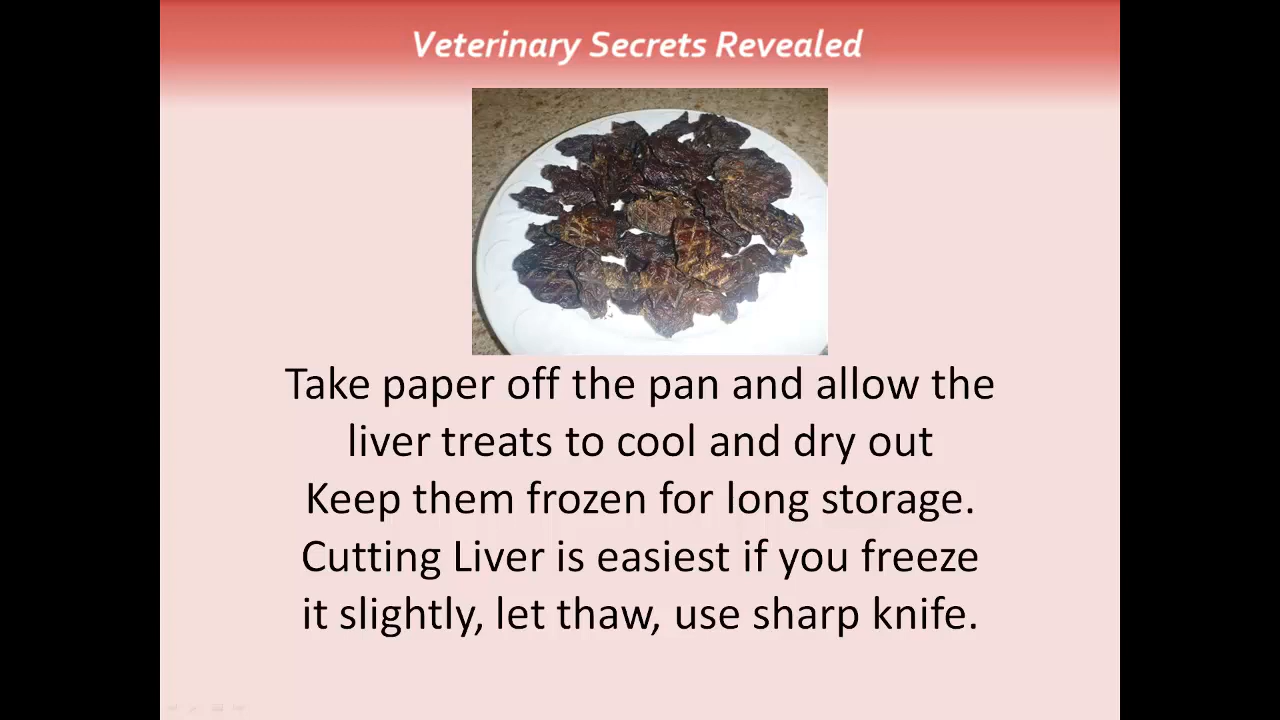 Veterinary Secrets Revealed
Take paper off the pan and allow the
liver treats to cool and dry out
Keep them frozen for long storage.
Cutting Liver is easiest if you freeze
it slightly, let thaw, use sharp knife.